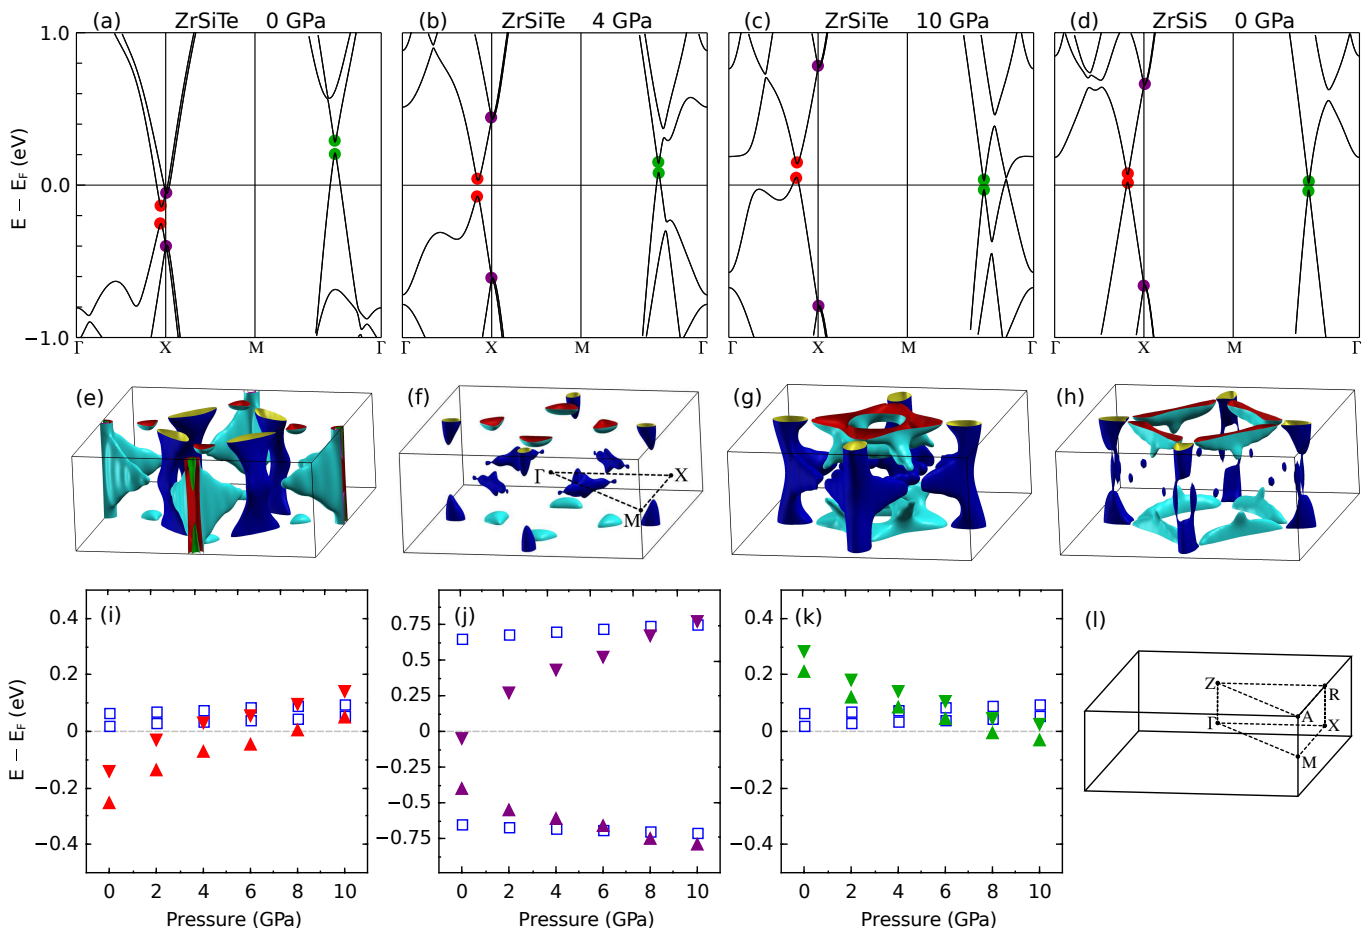 (a) ZrSiTe 0 GPa
(b) ZrSiTe 4 GPa
(c) ZrSiTe 10 GPa
(d) ZrSiS 0 GPa
1.0
0.0
−1.0
E − E_F (eV)
Γ X M Γ
Γ X M Γ
Γ X M Γ
Γ X M Γ
(e)
(f)
Γ
X
M
(g)
(h)
(i)
0.4
0.2
0
−0.2
−0.4
E − E_F (eV)
0 2 4 6 8 10
Pressure (GPa)
(j)
0.75
0.5
0.25
0
−0.25
−0.5
−0.75
0 2 4 6 8 10
Pressure (GPa)
(k)
0.4
0.2
0
−0.2
−0.4
0 2 4 6 8 10
Pressure (GPa)
(l)
Z
R
A
Γ
X
M